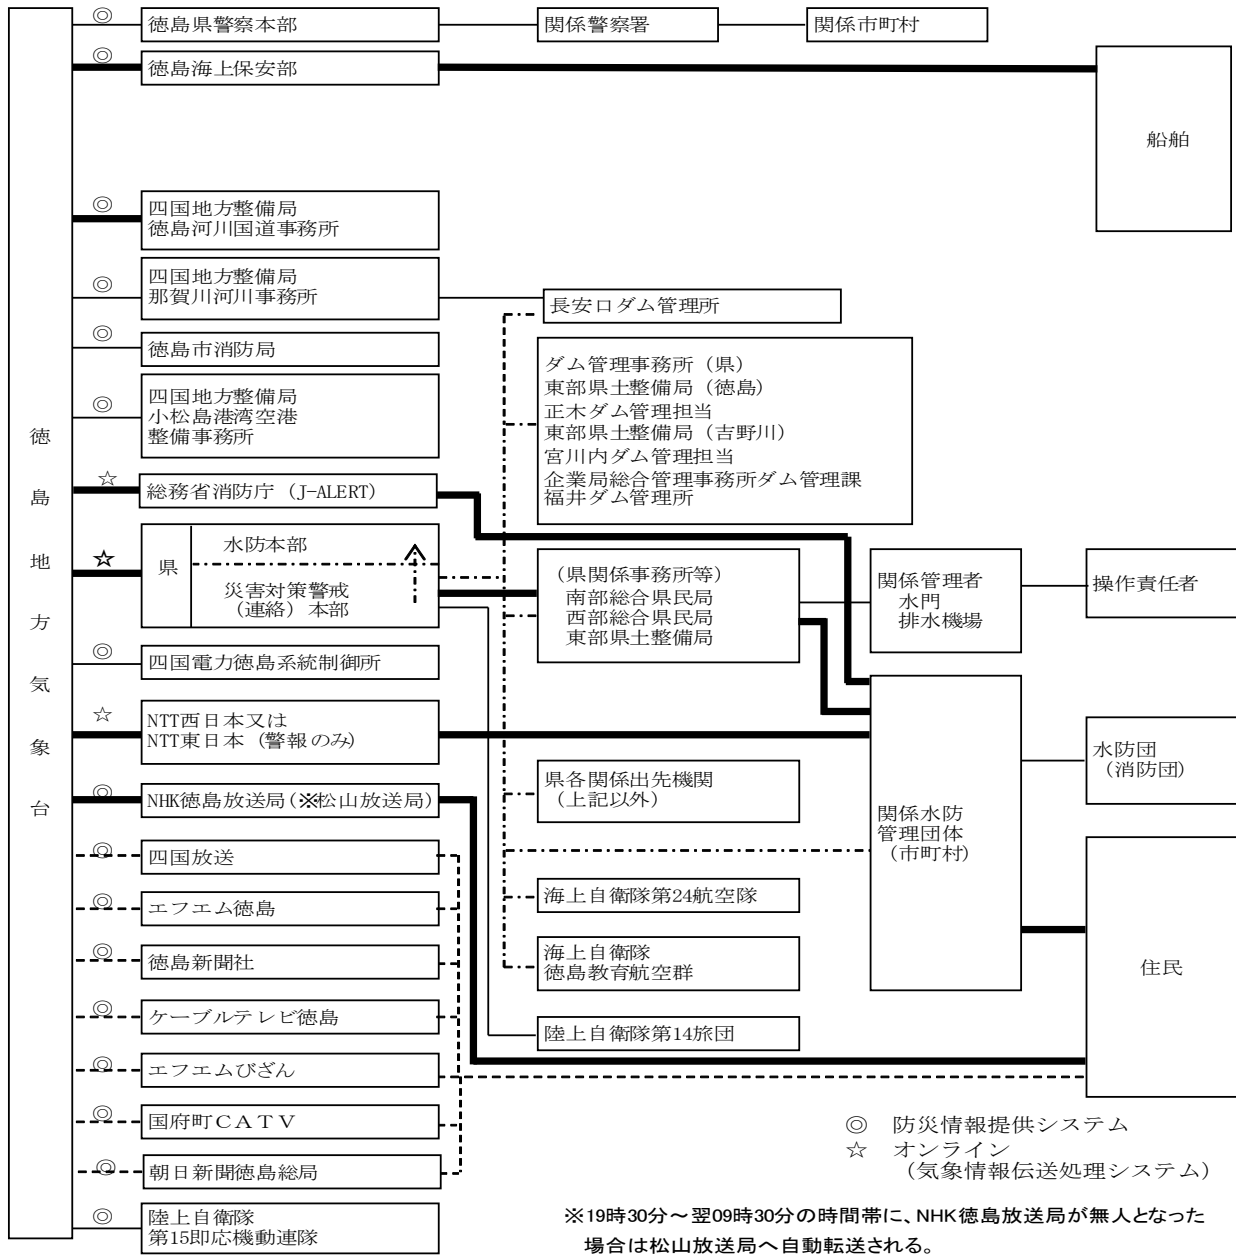 徳島地方気象台
◎
徳島県警察本部
関係警察署
関係市町村
◎
徳島海上保安部
船舶
◎
四国地方整備局
徳島河川国道事務所
◎
四国地方整備局
那賀川河川事務所
長安口ダム管理所
◎
徳島市消防局
ダム管理事務所（県）
東部県土整備局（徳島）
正木ダム管理担当
東部県土整備局（吉野川）
宮川内ダム管理担当
企業局総合管理事務所ダム管理課
福井ダム管理所
◎
四国地方整備局
小松島港湾空港
整備事務所
☆
総務省消防庁（J-ALERT）
☆
県
水防本部
災害対策警戒
（連絡）本部
（県関係事務所等）
南部総合県民局
西部総合県民局
東部県土整備局
関係管理者
水門
排水機場
操作責任者
◎
四国電力徳島系統制御所
☆
NTT西日本又は
NTT東日本（警報のみ）
水防団
（消防団）
県各関係出先機関
（上記以外）
◎
NHK徳島放送局（※松山放送局）
関係水防
管理団体
（市町村）
◎
四国放送
◎
エフエム徳島
海上自衛隊第24航空隊
◎
徳島新聞社
海上自衛隊
徳島教育航空群
住民
◎
ケーブルテレビ徳島
陸上自衛隊第14旅団
◎
エフエムびざん
◎
国府町ＣＡＴＶ
◎
朝日新聞徳島総局
◎
陸上自衛隊
第15即応機動連隊
◎　防災情報提供システム
☆　オンライン
（気象情報伝送処理システム）
※19時30分～翌09時30分の時間帯に、NHK徳島放送局が無人となった
場合は松山放送局へ自動転送される。